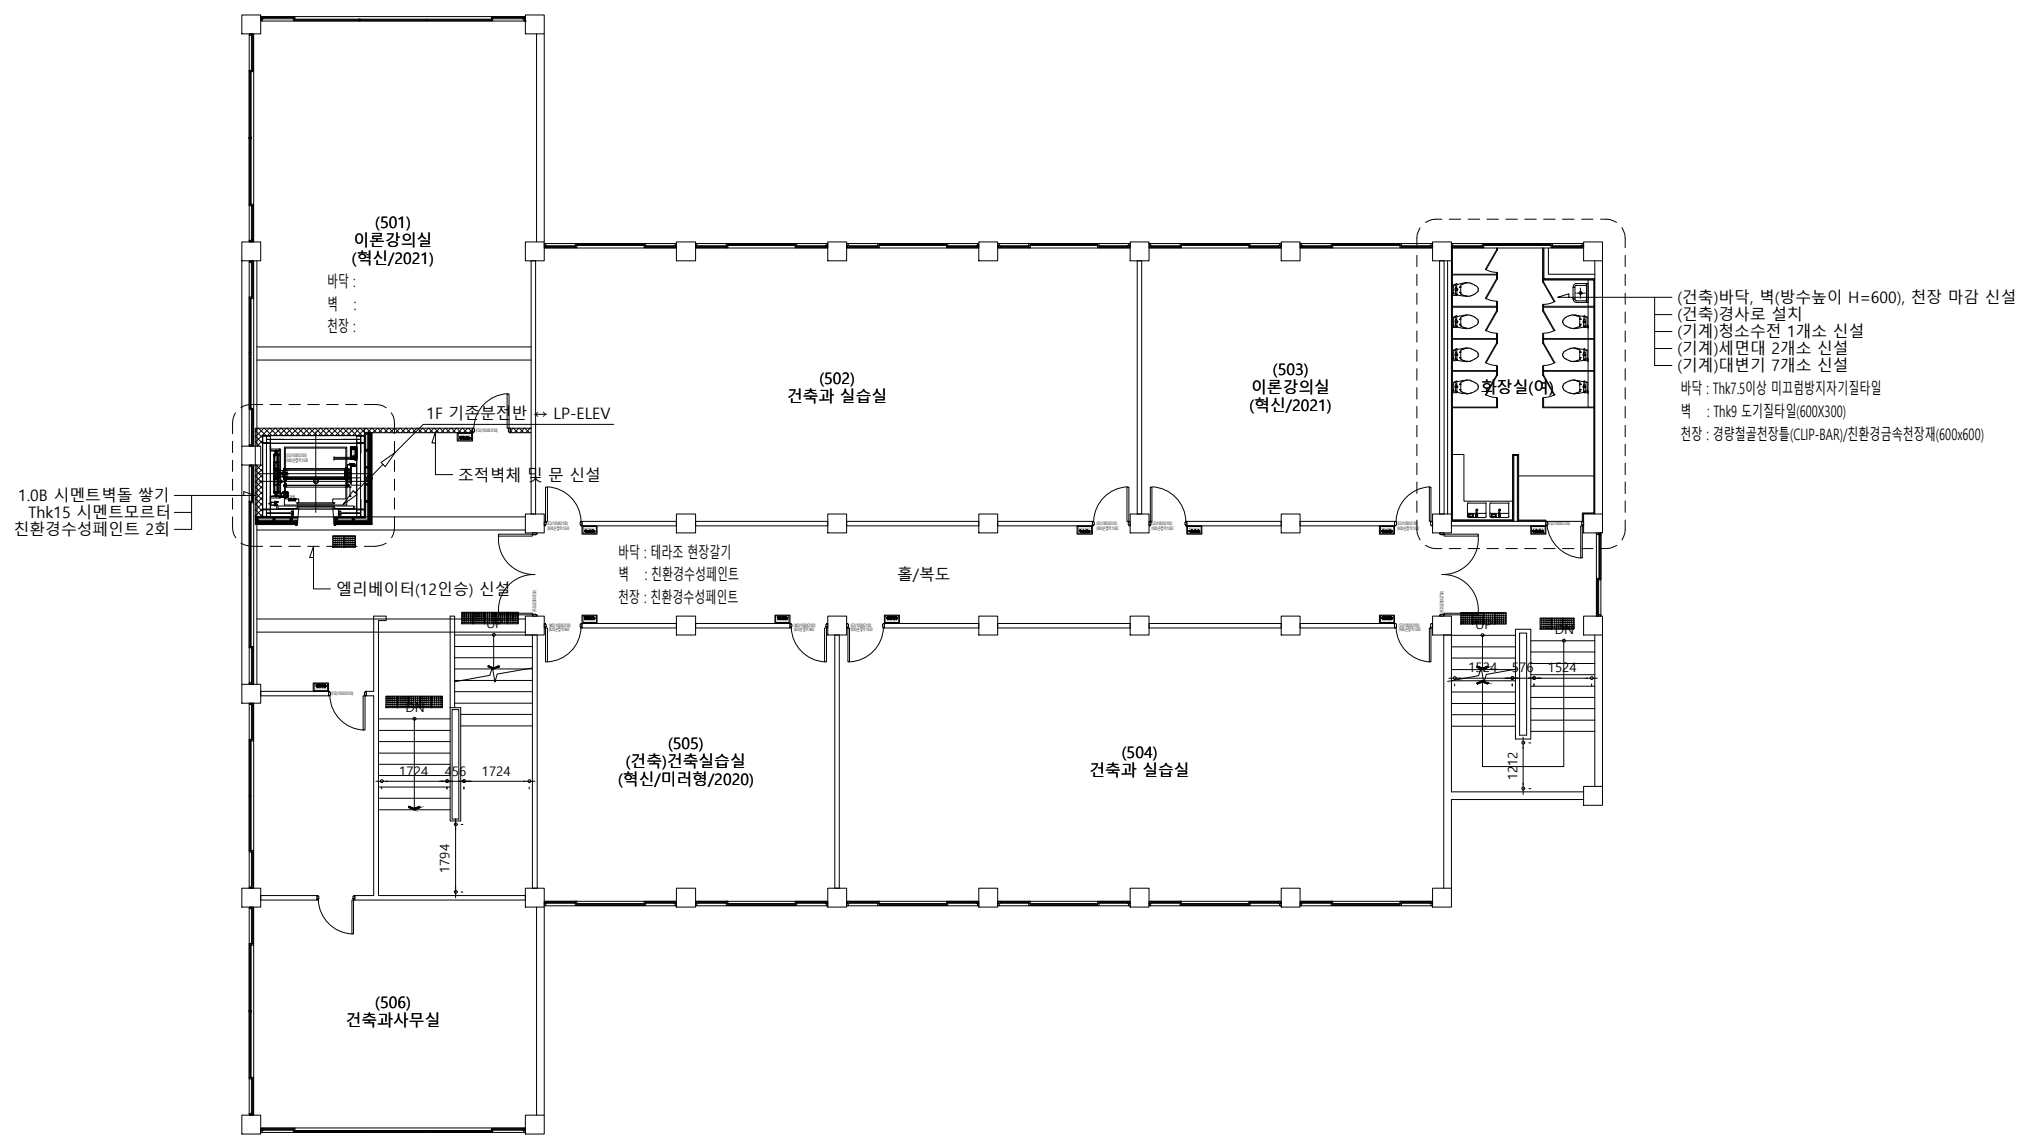 (501)
이론강의실
(혁신/2021)
바닥 :
벽 :
천장 :
(502)
건축과 실습실
(503)
이론강의실
(혁신/2021)
화장실(여)
(건축)바닥, 벽(방수높이 H=600), 천장 마감 신설
(건축)경사로 설치
(기계)청소수전 1개소 신설
(기계)세면대 2개소 신설
(기계)대변기 7개소 신설
바닥 : Thk7.5이상 미끄럼방지자기질타일
벽 : Thk9 도기질타일(600X300)
천장 : 경량철골천장틀(CLIP-BAR)/친환경금속천장재(600x600)
1F 기존분전반 ↔ LP-ELEV
조적벽체 및 문 신설
1.0B 시멘트벽돌 쌓기
Thk15 시멘트모르터
친환경수성페인트 2회
엘리베이터(12인승) 신설
바닥 : 테라조 현장갈기
벽 : 친환경수성페인트
천장 : 친환경수성페인트
홀/복도
UP
DN
1724 456 1724
1794
UP
DN
1524 576 1524
1212
(505)
(건축)건축실습실
(혁신/미러형/2020)
(504)
건축과 실습실
(506)
건축과사무실